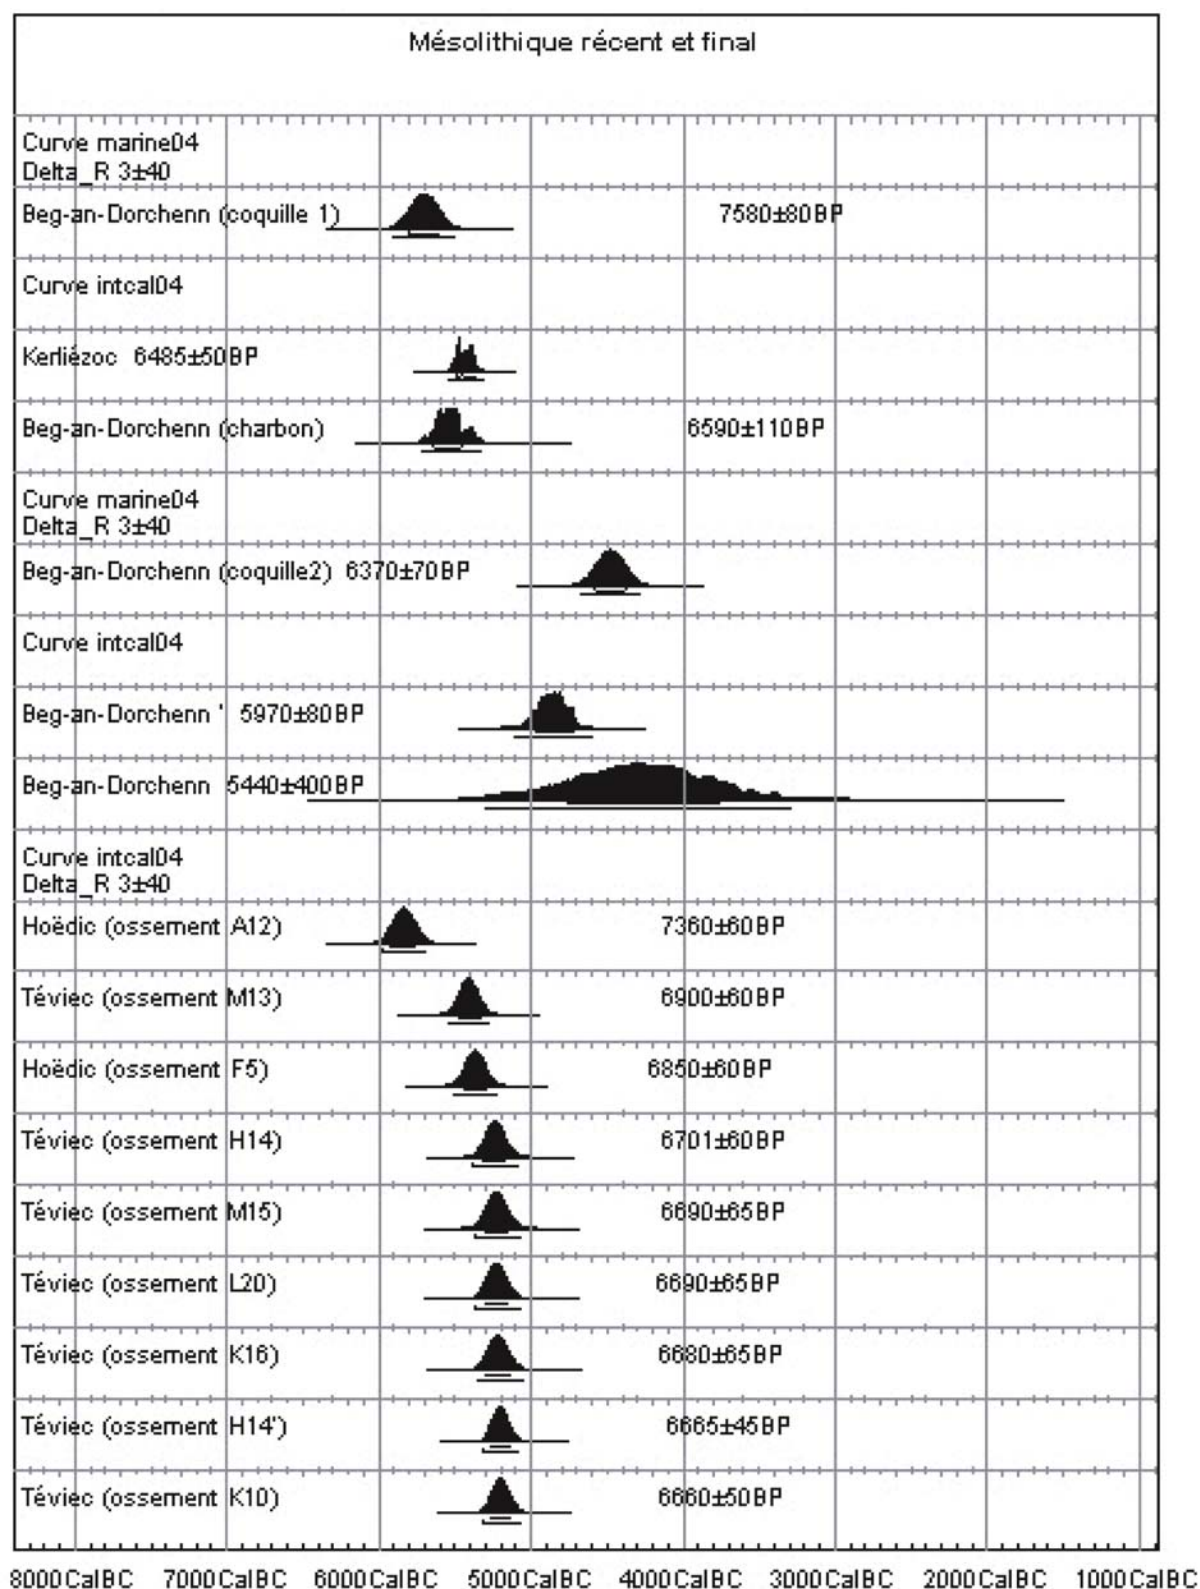 Mésolithique récent et final
Curve marine04
Delta_R 3±40
Beg-an-Dorchenn (coquille 1) 7580±80BP
Curve intcal04
Kerliézoc 6485±50BP
Beg-an-Dorchenn (charbon) 6590±110BP
Curve marine04
Delta_R 3±40
Beg-an-Dorchenn (coquille2) 6370±70BP
Curve intcal04
Beg-an-Dorchenn ' 5970±80BP
Beg-an-Dorchenn 5440±400BP
Curve intcal04
Delta_R 3±40
Hoëdic (ossement A12) 7360±60BP
Téviec (ossement M13) 6900±60BP
Hoëdic (ossement F5) 6850±60BP
Téviec (ossement H14) 6701±60BP
Téviec (ossement M15) 6690±65BP
Téviec (ossement L20) 6690±65BP
Téviec (ossement K16) 6680±65BP
Téviec (ossement H14') 6665±45BP
Téviec (ossement K10) 6660±50BP
8000CalBC 7000CalBC 6000CalBC 5000CalBC 4000CalBC 3000CalBC 2000CalBC 1000CalBC